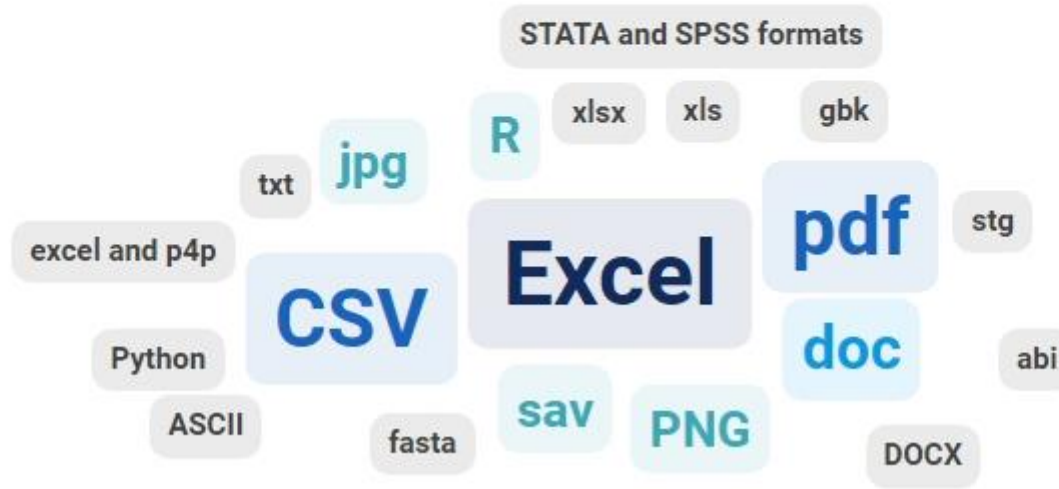 STATA and SPSS formats
R
xlsx
xls
gbk
jpg
txt
pdf
stg
excel and p4p
Excel
CSV
doc
Python
abi
sav
PNG
ASCII
fasta
DOCX